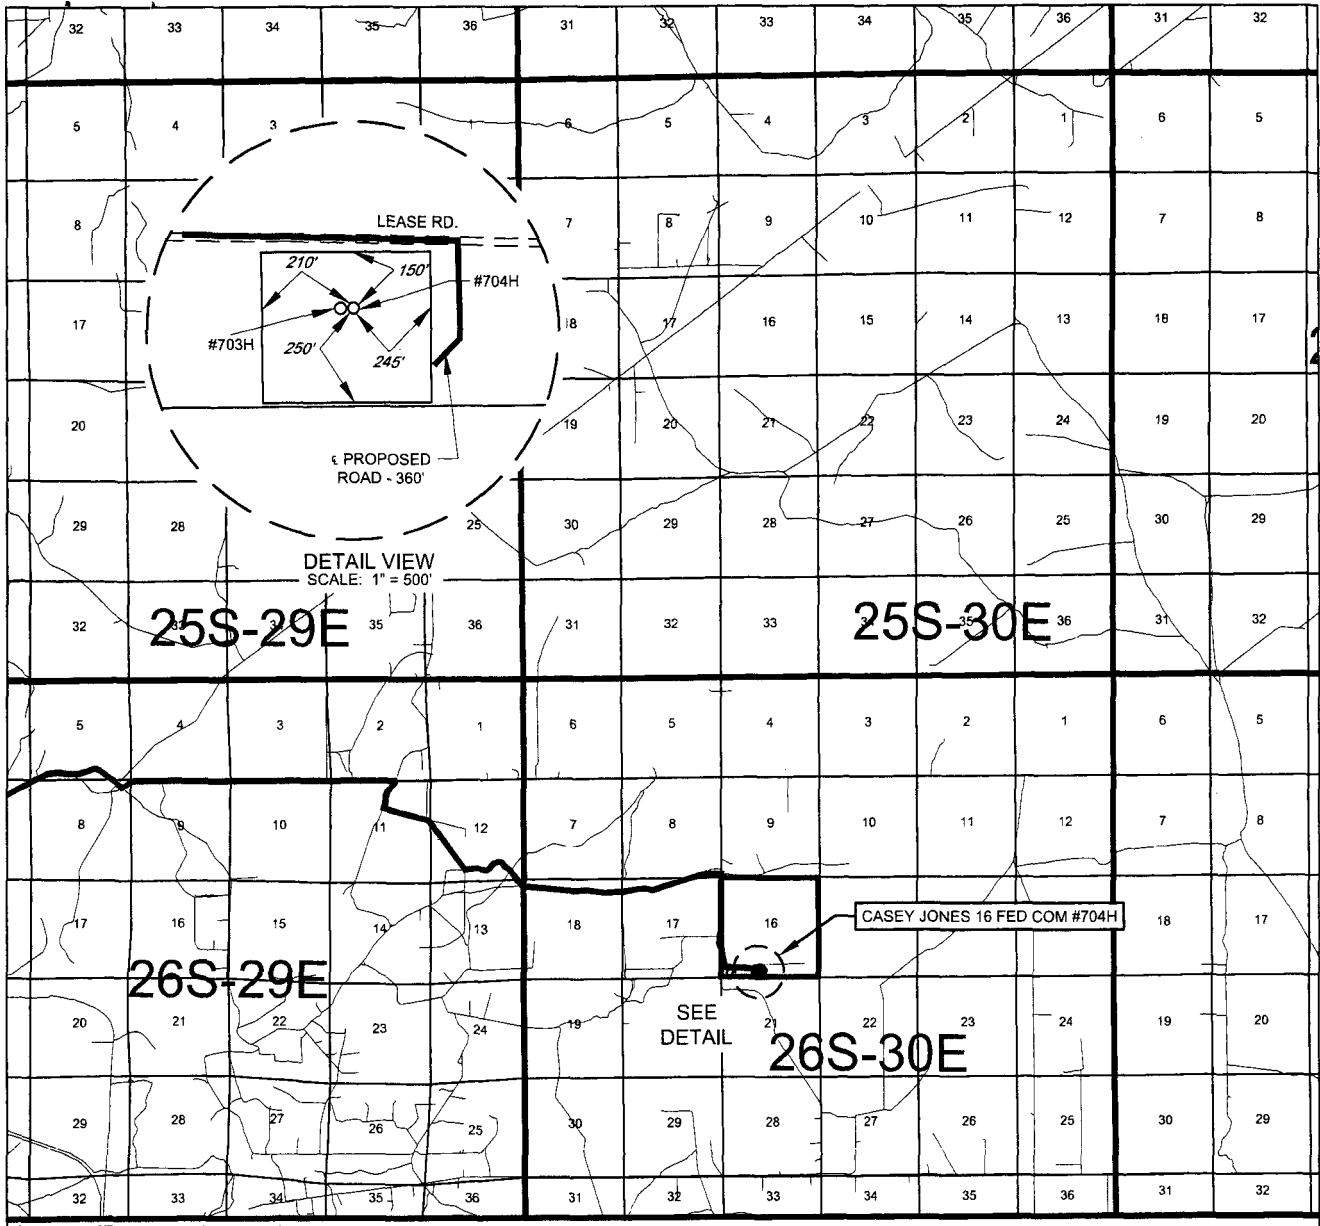 32 33 34 35 36 31 32 33 34 35 36 31 32
5 4 3 1 6 5 4 3 2 1 6 5
8 7 8 9 10 11 12 7 8
LEASE RD.
210' 150'
#704H
17 18 17 16 15 14 13 18 17
#703H
250' 245'
20 19 20 21 22 23 24 19 20
℄ PROPOSED
ROAD - 360'
29 28 25 30 29 28 27 26 25 30 29
DETAIL VIEW
SCALE: 1" = 500'
32 33 34 35 36 31 32 33 34 35 36 31 32
25S-29E 25S-30E
5 4 3 2 1 6 5 4 3 2 1 6 5
8 9 10 11 12 7 8 9 10 11 12 7 8
17 16 15 14 13 18 17 16 18 17
CASEY JONES 16 FED COM #704H
26S-29E
SEE
DETAIL
20 21 22 23 24 19 21 22 23 24 19 20
26S-30E
29 28 27 26 25 30 29 28 27 26 25 30 29
32 33 34 35 36 31 32 33 34 35 36 31 32